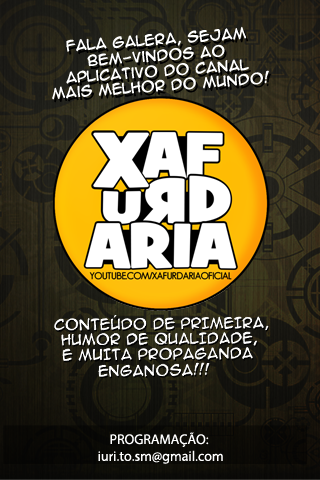 FALA GALERA, SEJAM
BEM-VINDOS AO
APLICATIVO DO CANAL
MAIS MELHOR DO MUNDO!
XAF
URD
ARIA
YOUTUBE.COM/XAFURDARIAOFICIAL
CONTEÚDO DE PRIMEIRA,
HUMOR DE QUALIDADE,
E MUITA PROPAGANDA
ENGANOSA!!!
PROGRAMAÇÃO:
iuri.to.sm@gmail.com